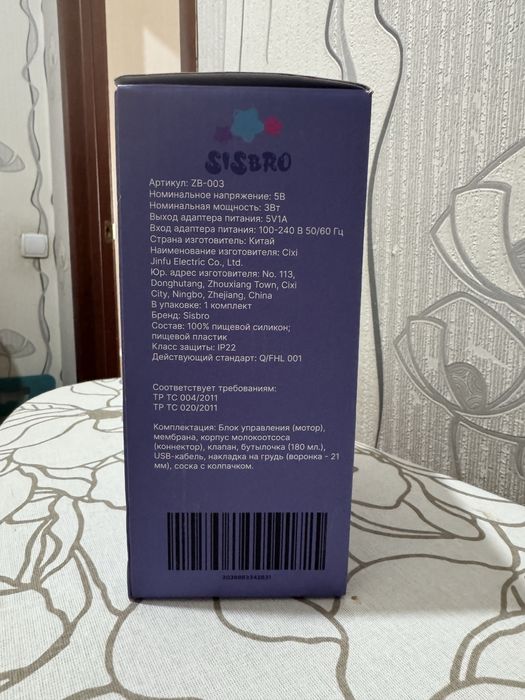 SISBRO
Артикул: ZB-003
Номинальное напряжение: 5В
Номинальная мощность: 3Вт
Выход адаптера питания: 5V1A
Вход адаптера питания: 100-240 В 50/60 Гц
Страна изготовитель: Китай
Наименование изготовителя: Cixi
Jinfu Electric Co., Ltd.
Юр. адрес изготовителя: No. 113,
Donghutang, Zhouxiang Town, Cixi
City, Ningbo, Zhejiang, China
В упаковке: 1 комплект
Бренд: Sisbro
Состав: 100% пищевой силикон;
пищевой пластик
Класс защиты: IP22
Действующий стандарт: Q/FHL 001
Соответствует требованиям:
ТР ТС 004/2011
ТР ТС 020/2011
Комплектация: Блок управления (мотор),
мембрана, корпус молокоотсоса
(коннектор), клапан, бутылочка (180 мл.),
USB-кабель, накладка на грудь (воронка - 21
мм), соска с колпачком.